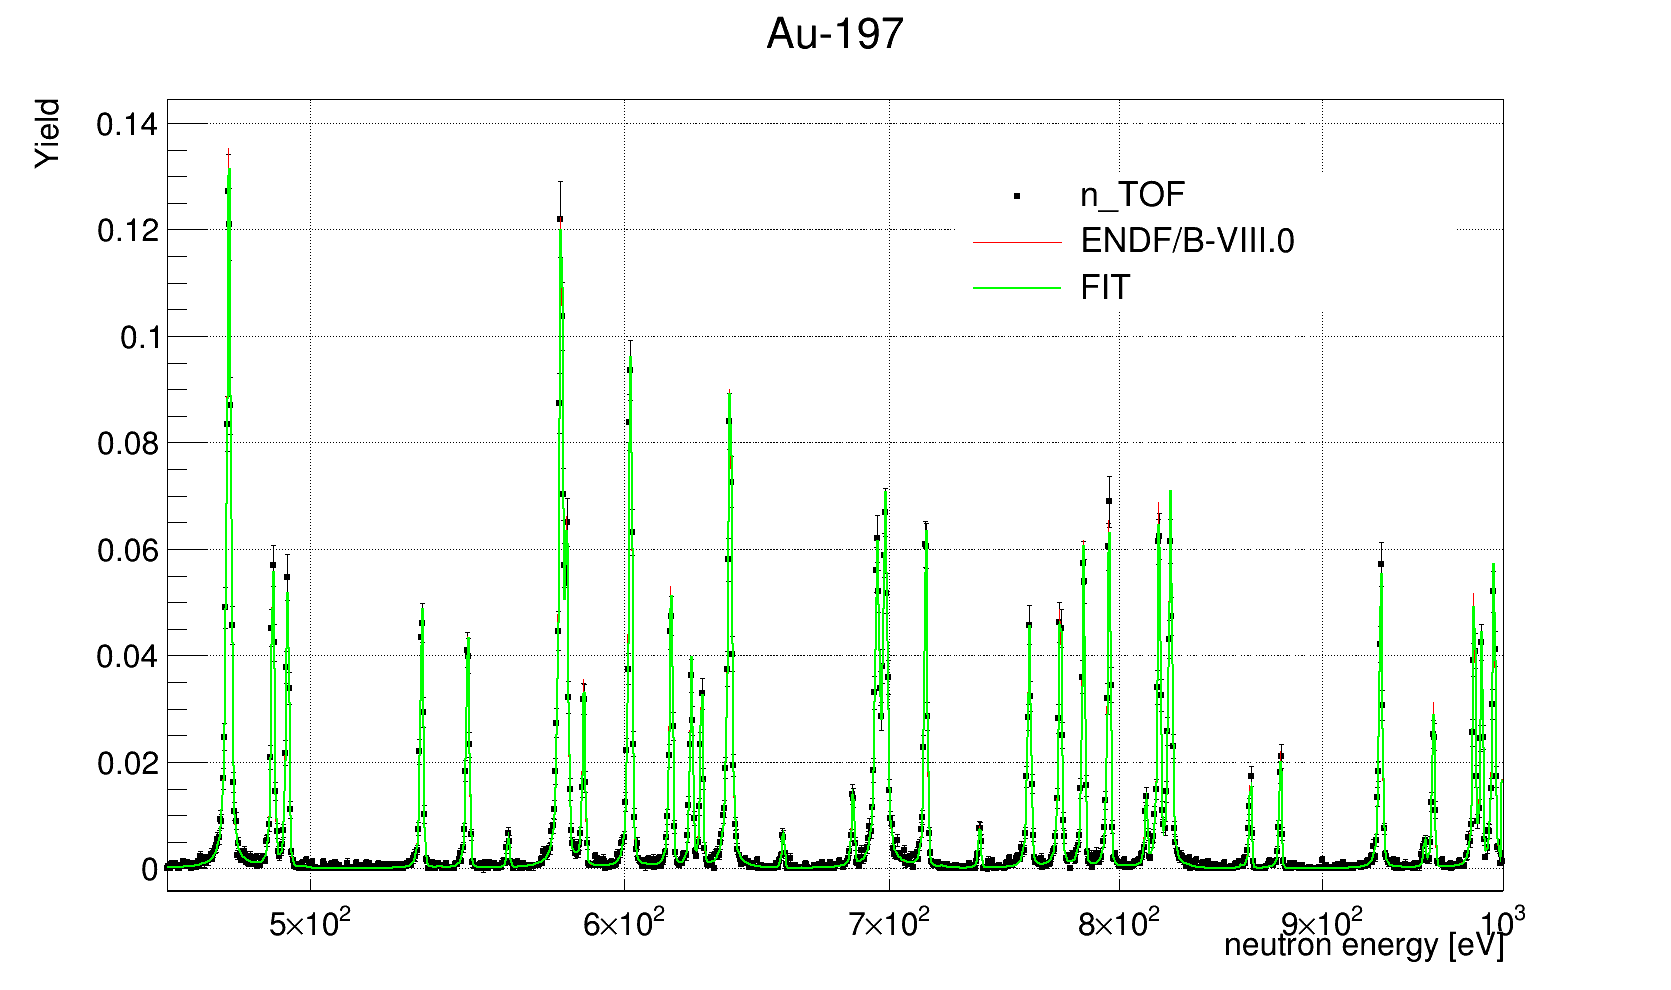 Au-197
Yield
0.14
0.12
0.1
0.08
0.06
0.04
0.02
0
n_TOF
ENDF/B-VIII.0
FIT
5×10²
6×10²
7×10²
8×10²
9×10²
10³
neutron energy [eV]